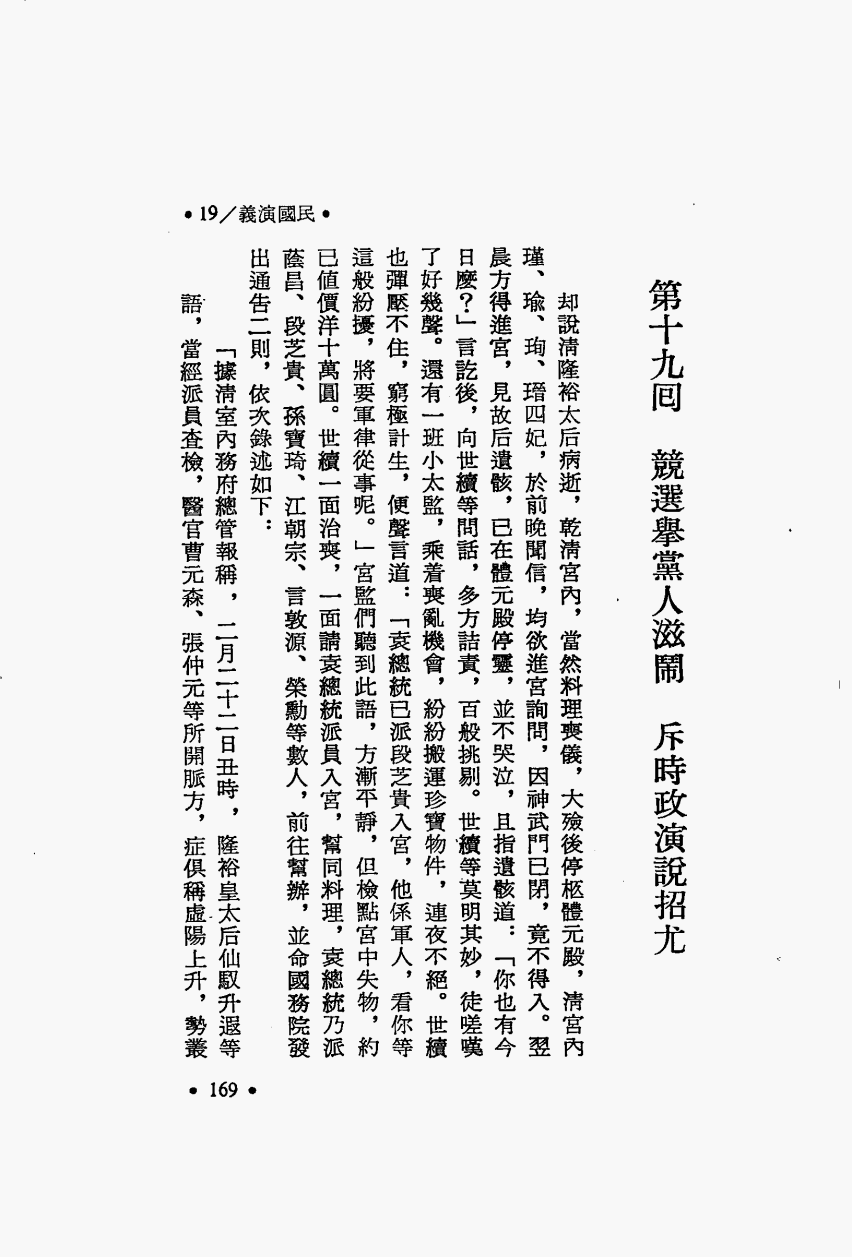 •19／義演國民•
第十九囘　競選擧黨人滋鬧　斥時政演說招尤
却說淸隆裕太后病逝，乾淸宮內，當然料理喪儀，大殮後停柩體元殿，淸宮內
瑾、瑜、珣、瑨四妃，於前晚聞信，均欲進宮詢問，因神武門已閉，竟不得入。翌
晨方得進宮，見故后遺骸，已在體元殿停靈，並不哭泣，且指遺骸道：「你也有今
日麼？」言訖後，向世續等問話，多方詰責，百般挑剔。世續等莫明其妙，徒嗟嘆
了好幾聲。還有一班小太監，乘着喪亂機會，紛紛搬運珍寶物件，連夜不絕。世續
也彈壓不住，窮極計生，便聲言道：「袁總統已派段芝貴入宮，他係軍人，看你等
這般紛擾，將要軍律從事呢。」宮監們聽到此語，方漸平靜，但檢點宮中失物，約
已値價洋十萬圓。世續一面治喪，一面請袁總統派員入宮，幫同料理，袁總統乃派
蔭昌、段芝貴、孫寶琦、江朝宗、言敦源、榮勳等數人，前往幫辦，並命國務院發
出通告二則，依次錄述如下：
「據淸室內務府總管報稱，二月二十二日丑時，隆裕皇太后仙馭升遐等
語，當經派員査檢，醫官曹元森、張仲元等所開脈方，症俱稱虛陽上升，勢叢
•169•